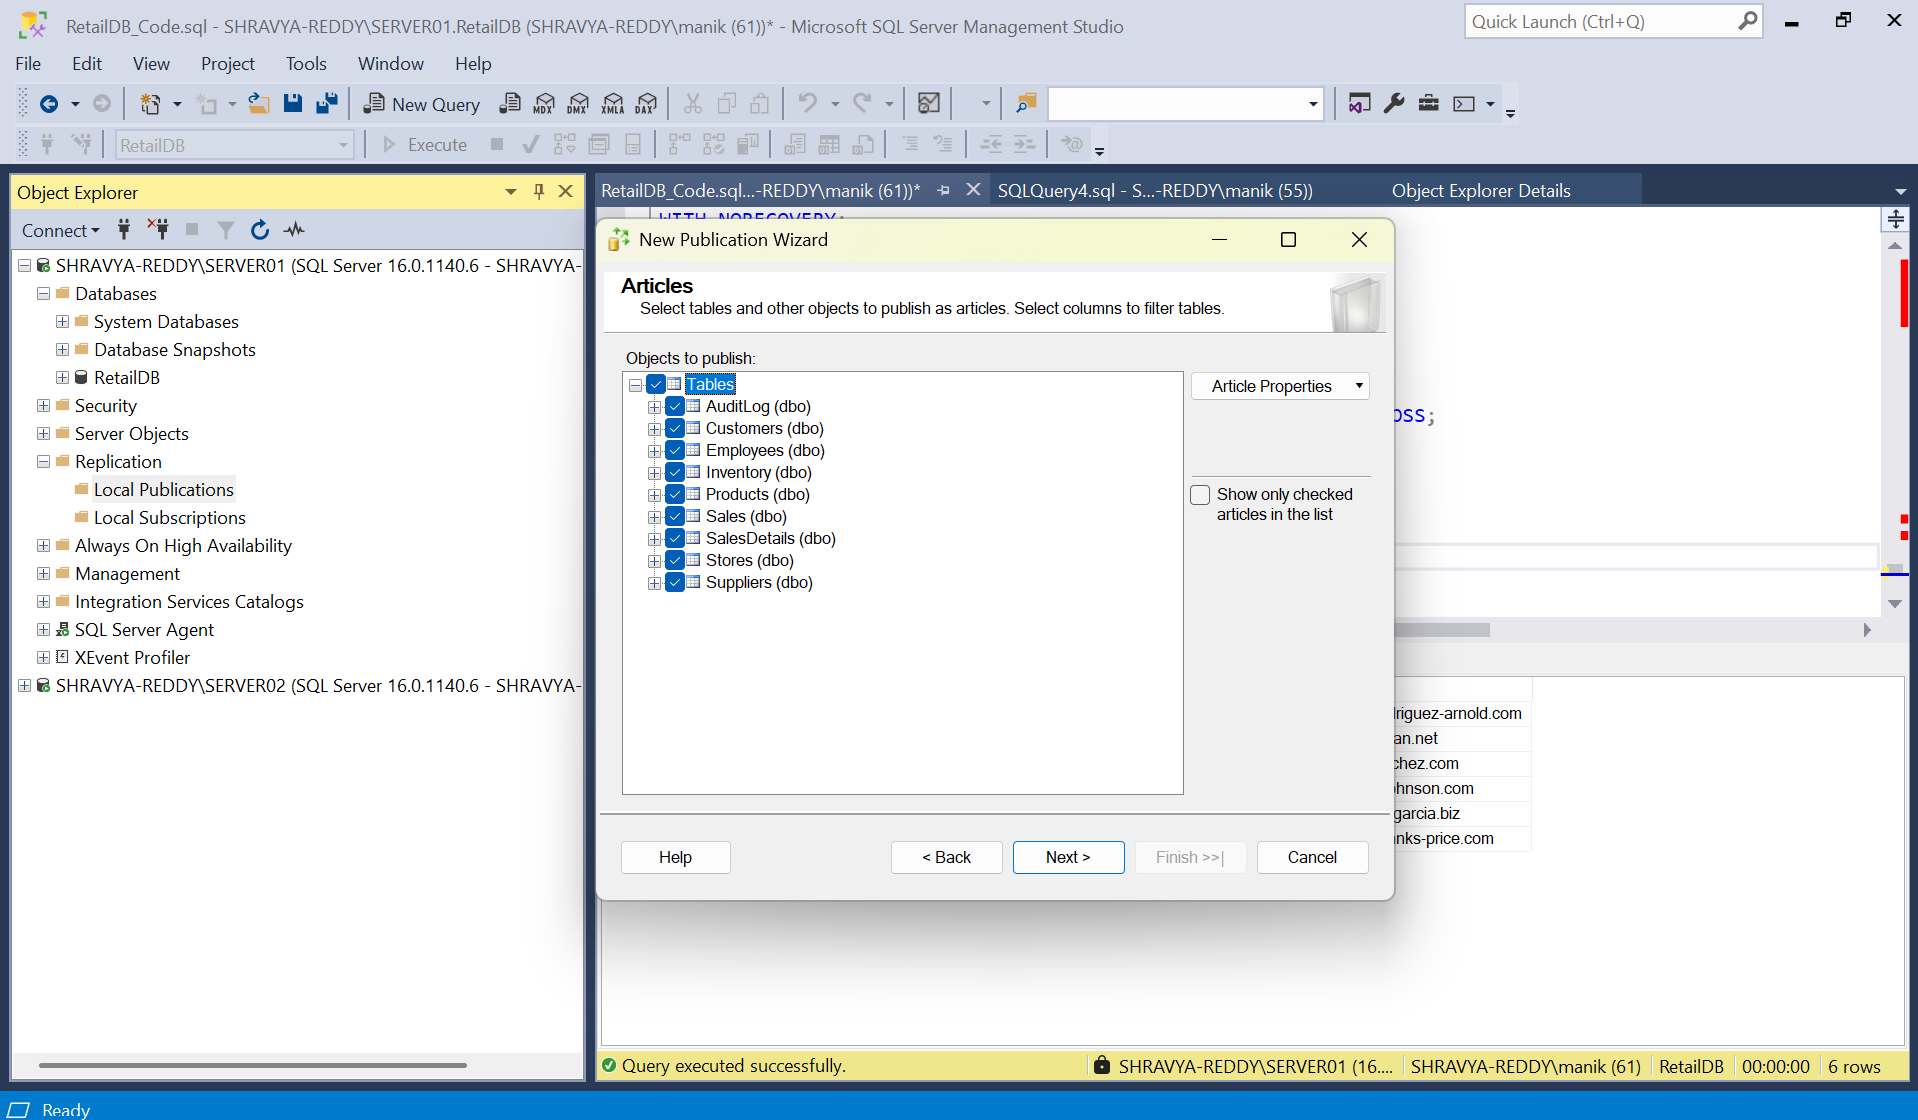 RetailDB_Code.sql - SHRAVYA-REDDY\SERVER01.RetailDB (SHRAVYA-REDDY\manik (61))* - Microsoft SQL Server Management Studio
Quick Launch (Ctrl+Q)
File Edit View Project Tools Window Help
New Query MDX DMX XMLA DAX
RetailDB Execute
Object Explorer
Connect
SHRAVYA-REDDY\SERVER01 (SQL Server 16.0.1140.6 - SHRAVYA-
Databases
System Databases
Database Snapshots
RetailDB
Security
Server Objects
Replication
Local Publications
Local Subscriptions
Always On High Availability
Management
Integration Services Catalogs
SQL Server Agent
XEvent Profiler
SHRAVYA-REDDY\SERVER02 (SQL Server 16.0.1140.6 - SHRAVYA-
RetailDB_Code.sql...-REDDY\manik (61))* SQLQuery4.sql - S...-REDDY\manik (55)) Object Explorer Details
WITH NORECOVERY;
oss;
New Publication Wizard
Articles
Select tables and other objects to publish as articles. Select columns to filter tables.
Objects to publish:
Tables
AuditLog (dbo)
Customers (dbo)
Employees (dbo)
Inventory (dbo)
Products (dbo)
Sales (dbo)
SalesDetails (dbo)
Stores (dbo)
Suppliers (dbo)
Article Properties
Show only checked
articles in the list
Help < Back Next > Finish >>| Cancel
driguez-arnold.com
an.net
chez.com
ohnson.com
garcia.biz
anks-price.com
Query executed successfully. SHRAVYA-REDDY\SERVER01 (16.... SHRAVYA-REDDY\manik (61) RetailDB 00:00:00 6 rows
Ready